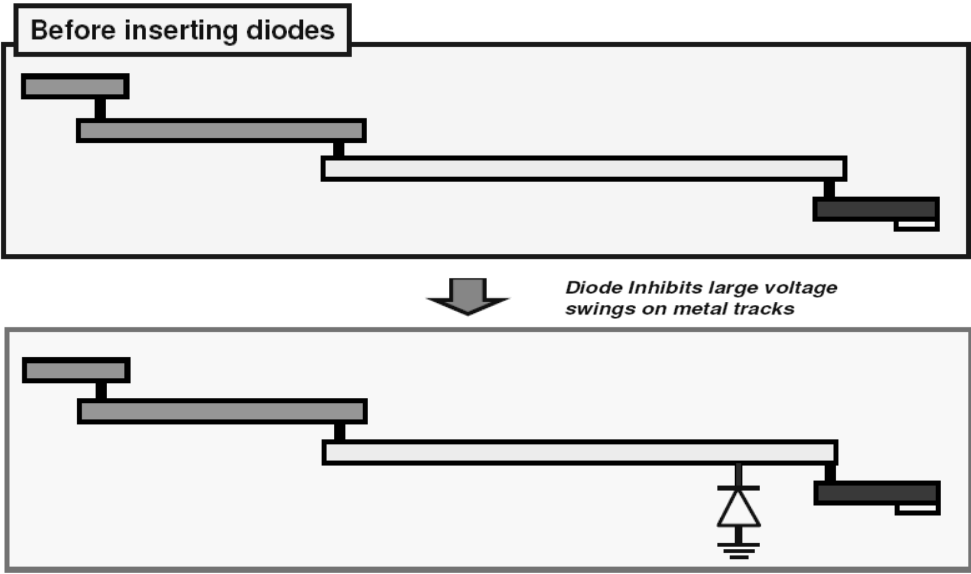 Before inserting diodes
Diode Inhibits large voltage
swings on metal tracks